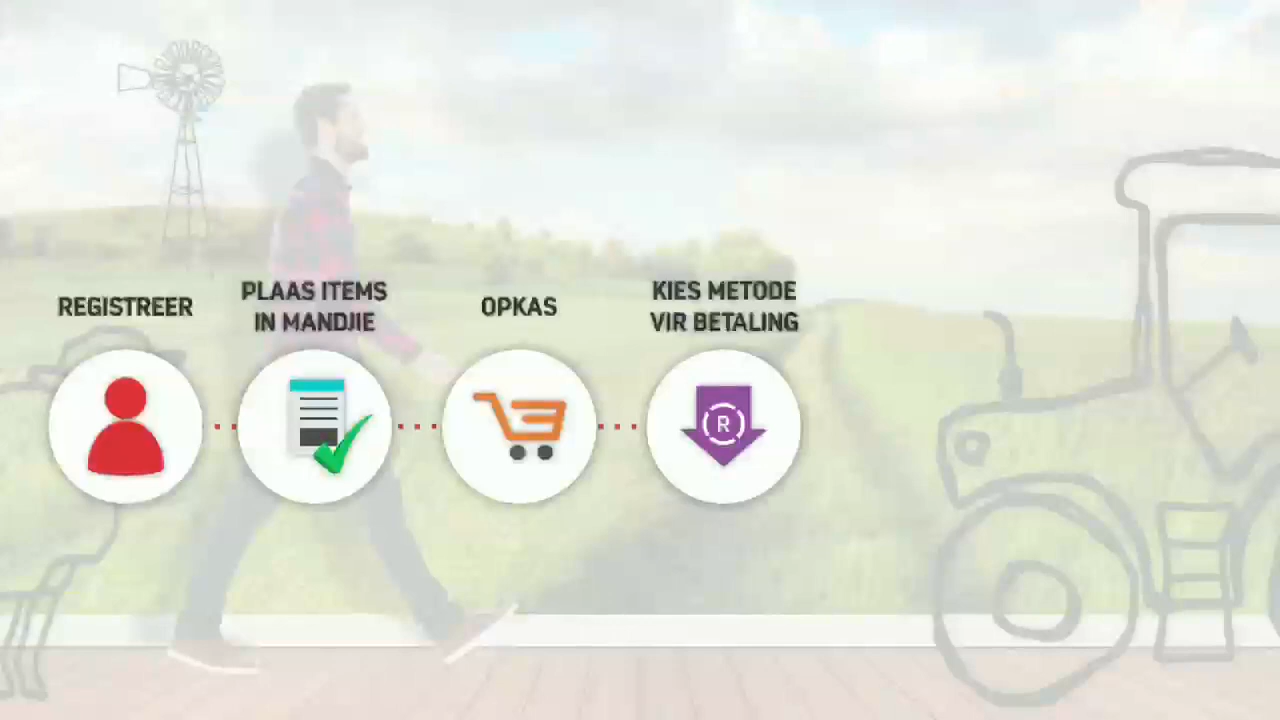 REGISTREER
PLAAS ITEMS
IN MANDJIE
OPKAS
KIES METODE
VIR BETALING
R